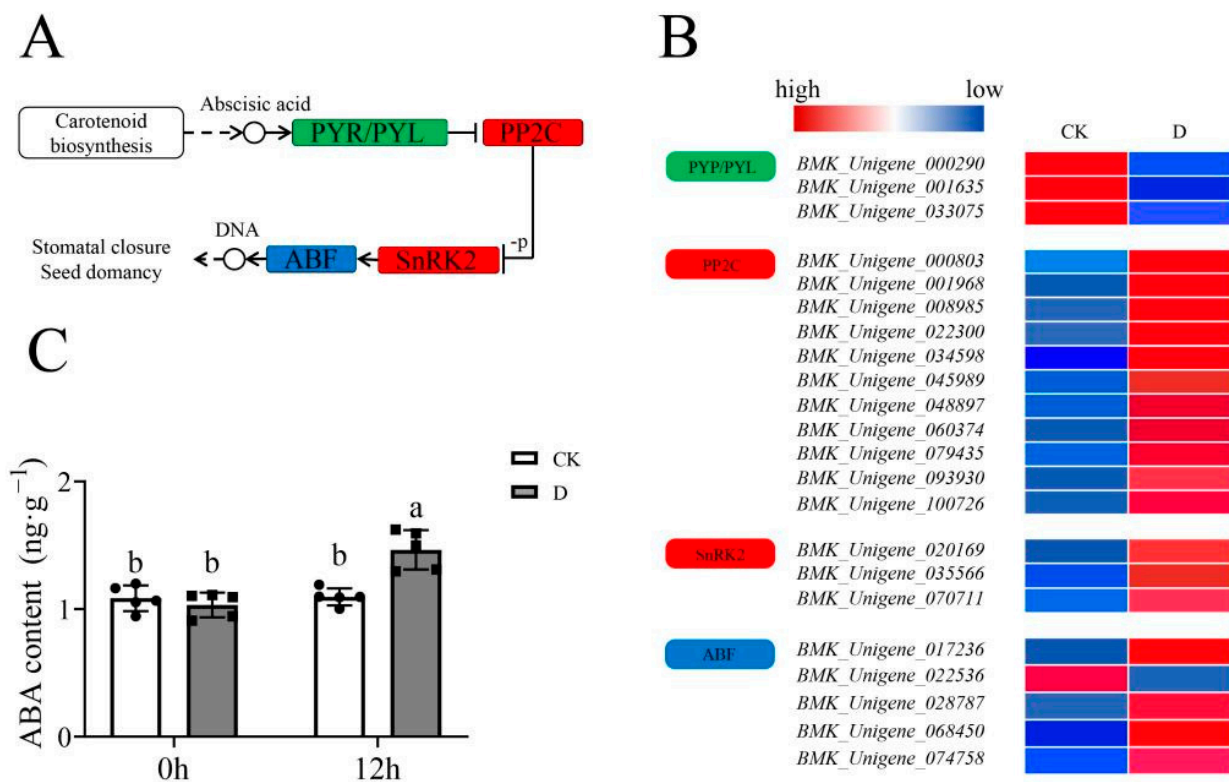 A
Abscisic acid
Carotenoid
biosynthesis
PYR/PYL
PP2C
-p
DNA
Stomatal closure
Seed domancy
ABF
SnRK2
B
high
low
CK
D
PYP/PYL
BMK_Unigene_000290
BMK_Unigene_001635
BMK_Unigene_033075
PP2C
BMK_Unigene_000803
BMK_Unigene_001968
BMK_Unigene_008985
BMK_Unigene_022300
BMK_Unigene_034598
BMK_Unigene_045989
BMK_Unigene_048897
BMK_Unigene_060374
BMK_Unigene_079435
BMK_Unigene_093930
BMK_Unigene_100726
SnRK2
BMK_Unigene_020169
BMK_Unigene_035566
BMK_Unigene_070711
ABF
BMK_Unigene_017236
BMK_Unigene_022536
BMK_Unigene_028787
BMK_Unigene_068450
BMK_Unigene_074758
C
CK
D
ABA content (ng·g⁻¹)
2
1
0
b
b
b
a
0h
12h